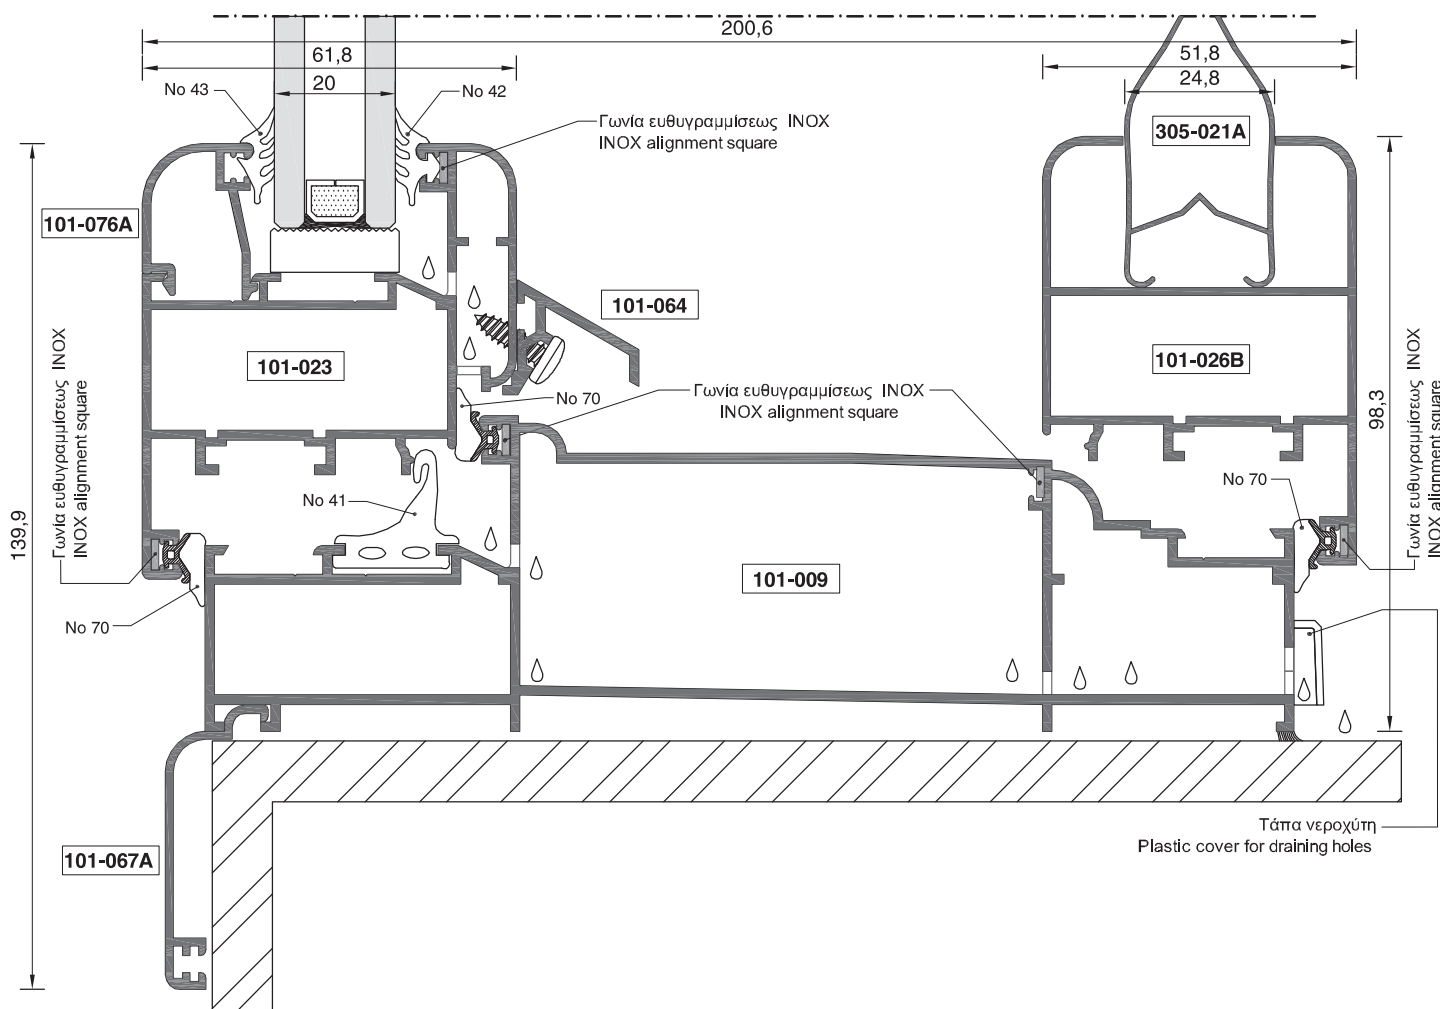 200,6
61,8
51,8
20
24,8
No 43
No 42
Γωνία ευθυγραμμίσεως INOX
INOX alignment square
305-021A
101-076A
101-064
101-023
101-026B
Γωνία ευθυγραμμίσεως INOX
INOX alignment square
Γωνία ευθυγραμμίσεως INOX
INOX alignment square
No 70
98,3
Γωνία ευθυγραμμίσεως INOX
INOX alignment square
No 41
No 70
139,9
101-009
No 70
Τάπα νεροχύτη
Plastic cover for draining holes
101-067A